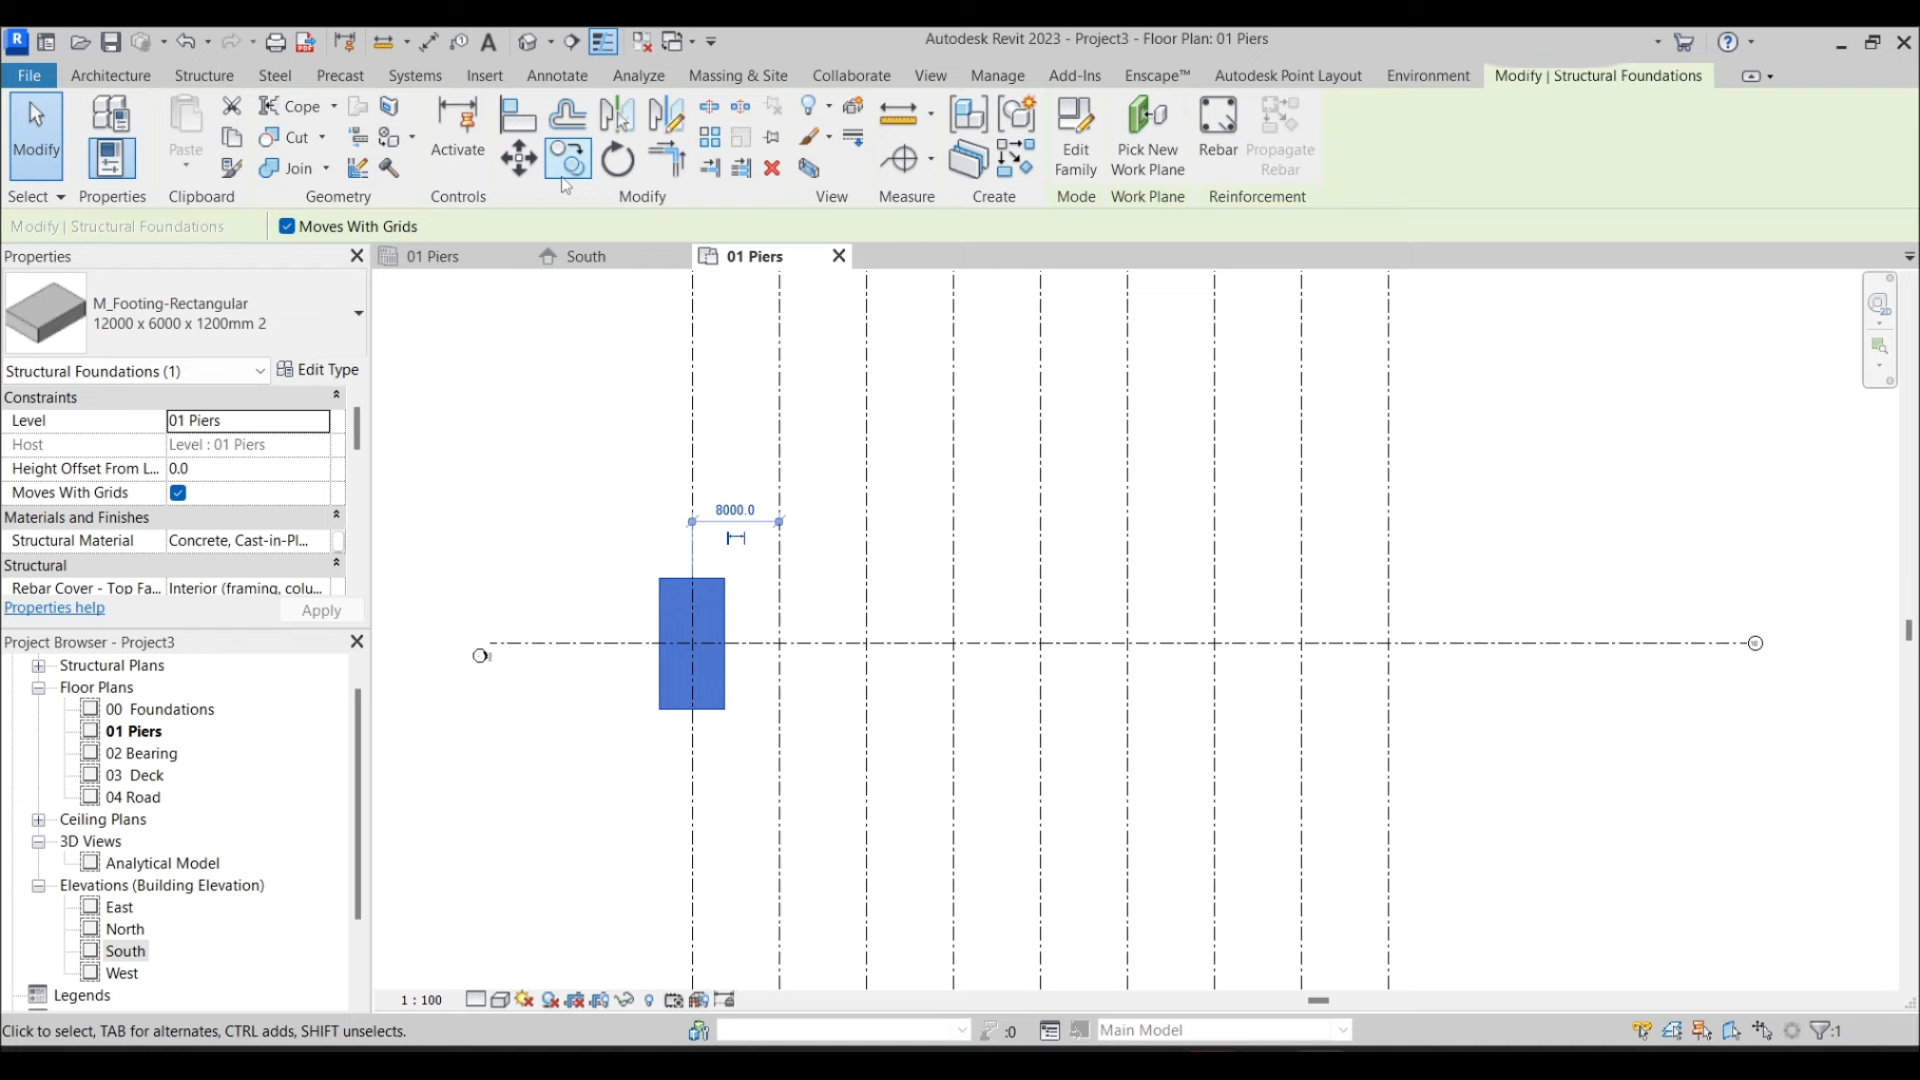 R
Autodesk Revit 2023 - Project3 - Floor Plan: 01 Piers
File Architecture Structure Steel Precast Systems Insert Annotate Analyze Massing & Site Collaborate View Manage Add-Ins Enscape™ Autodesk Point Layout Environment Modify | Structural Foundations
Cope
Cut
Join
Modify
Paste
Activate
Edit Family
Pick New Work Plane
Rebar
Propagate Rebar
Select Properties Clipboard Geometry Controls Modify View Measure Create Mode Work Plane Reinforcement
Modify | Structural Foundations
Moves With Grids
Properties
01 Piers
South
01 Piers
M_Footing-Rectangular
12000 x 6000 x 1200mm 2
Structural Foundations (1)
Edit Type
Constraints
Level 01 Piers
Host Level : 01 Piers
Height Offset From L... 0.0
Moves With Grids
Materials and Finishes
Structural Material Concrete, Cast-in-Pl...
Structural
Rebar Cover - Top Fa... Interior (framing, colu...
Properties help
Apply
8000.0
2D
Project Browser - Project3
Structural Plans
Floor Plans
00 Foundations
01 Piers
02 Bearing
03 Deck
04 Road
Ceiling Plans
3D Views
Analytical Model
Elevations (Building Elevation)
East
North
South
West
Legends
1 : 100
Click to select, TAB for alternates, CTRL adds, SHIFT unselects.
:0
Main Model
:1